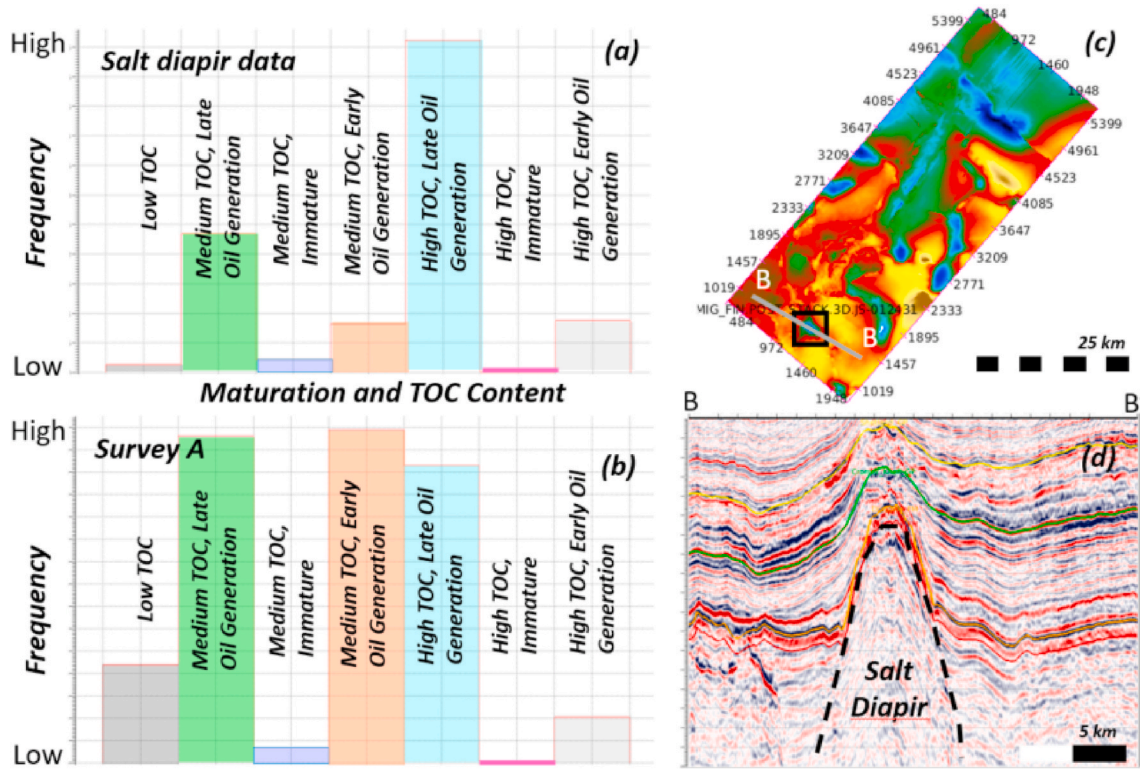 High
Salt diapir data
(a)
Frequency
Low TOC
Medium TOC, Late
Oil Generation
Medium TOC,
Immature
Medium TOC, Early
Oil Generation
High TOC, Late Oil
Generation
High TOC,
Immature
High TOC, Early Oil
Generation
Low
Maturation and TOC Content
High
Survey A
(b)
Frequency
Low TOC
Medium TOC, Late
Oil Generation
Medium TOC,
Immature
Medium TOC, Early
Oil Generation
High TOC, Late Oil
Generation
High TOC,
Immature
High TOC, Early Oil
Generation
Low
(c)
484
972
1460
1948
5399
4961
4523
4085
3647
3209
2771
2333
1895
1457
1019
5399
4961
4523
4085
3647
3209
2771
2333
1895
1457
1019
484
972
1460
1948
B
B
25 km
B
B
(d)
Salt
Diapir
5 km